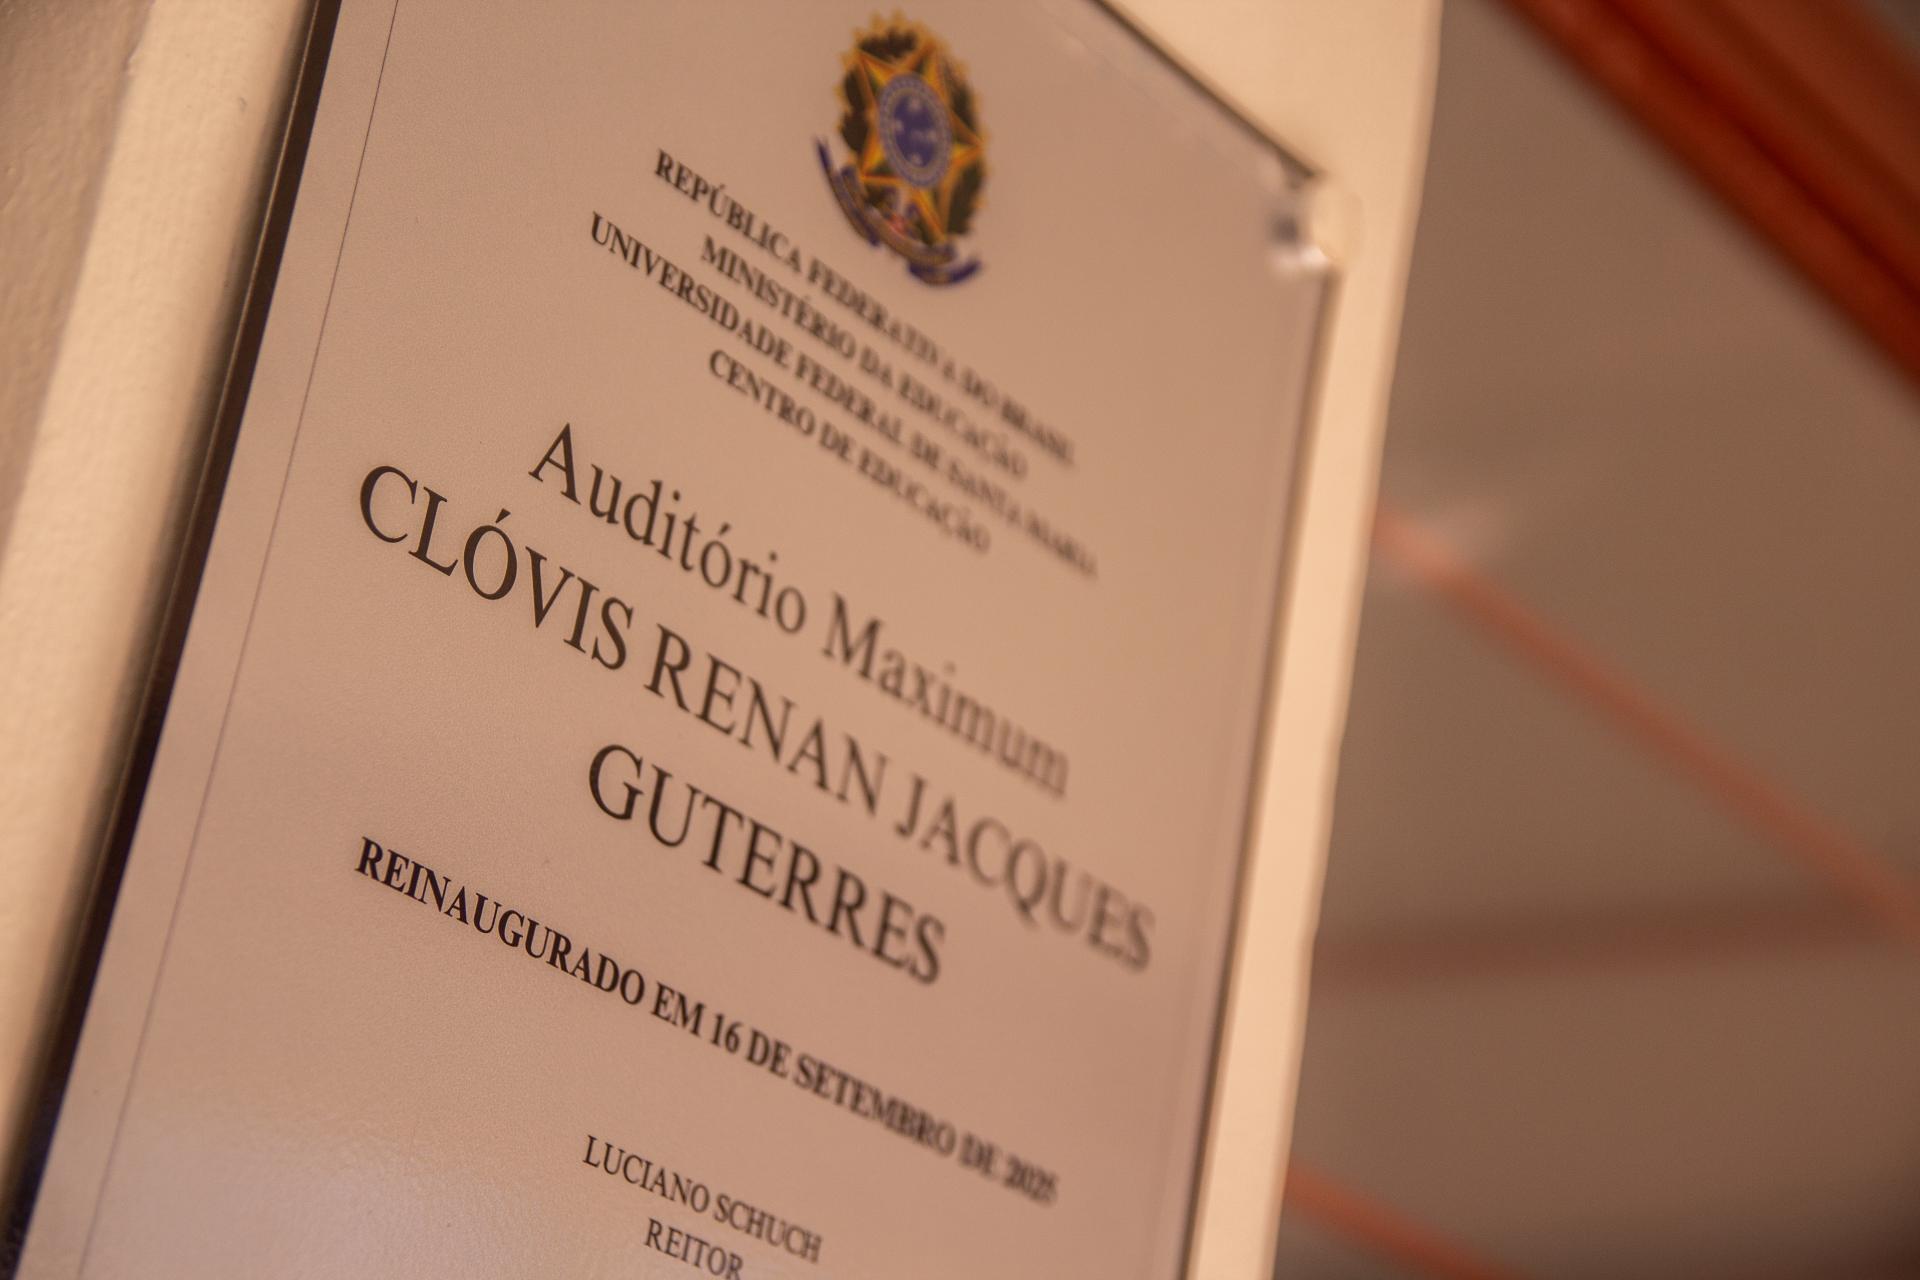 REPÚBLICA FEDERATIVA DO BRASIL
MINISTÉRIO DA EDUCAÇÃO
UNIVERSIDADE FEDERAL DE SANTA MARIA
CENTRO DE EDUCAÇÃO
Auditório Maximum
CLÓVIS RENAN JACQUES
GUTERRES
REINAUGURADO EM 16 DE SETEMBRO DE 2025
LUCIANO SCHUCH
REITOR